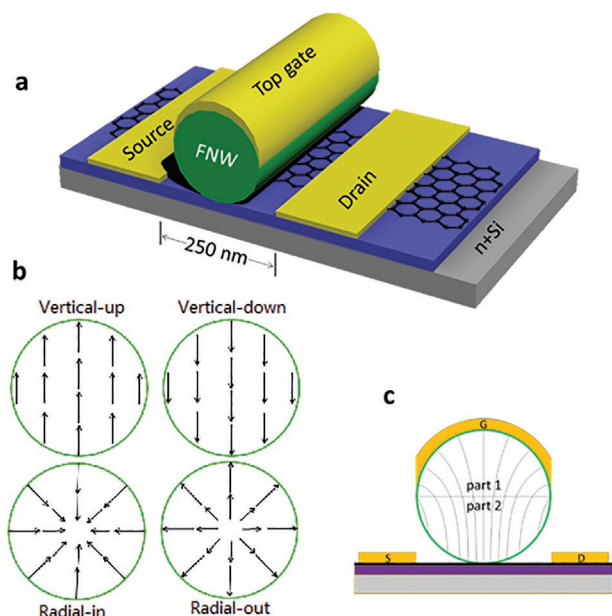 a
Top gate
Source
FNW
Drain
n+Si
250 nm
b
Vertical-up
Vertical-down
Radial-in
Radial-out
c
G
part 1
part 2
S
D